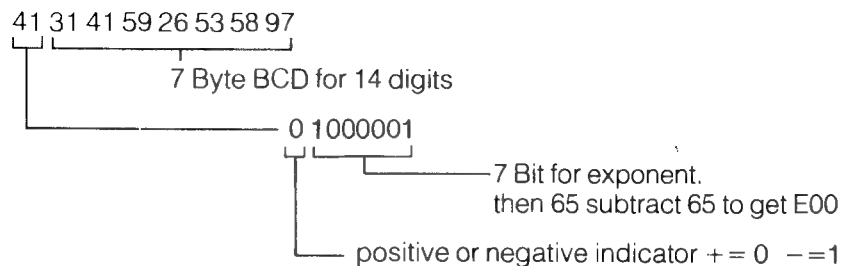 41 31 41 59 26 53 58 97
7 Byte BCD for 14 digits
0 1000001
7 Bit for exponent.
then 65 subtract 65 to get E00
positive or negative indicator + = 0 - =1